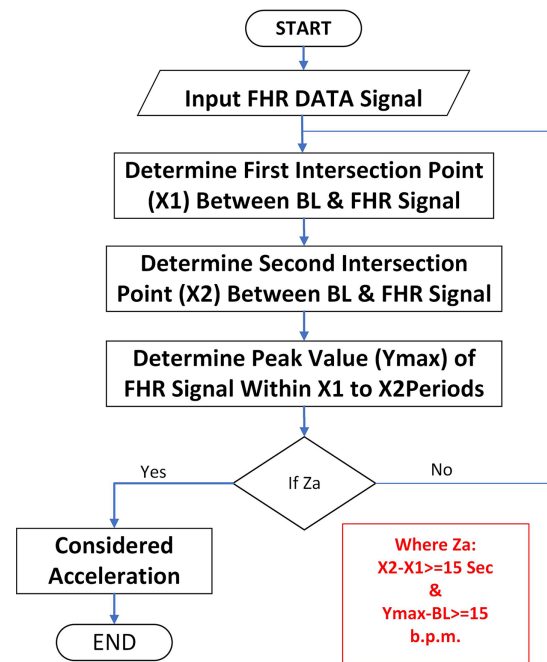 START
Input FHR DATA Signal
Determine First Intersection Point
(X1) Between BL & FHR Signal
Determine Second Intersection
Point (X2) Between BL & FHR Signal
Determine Peak Value (Ymax) of
FHR Signal Within X1 to X2Periods
If Za
Yes
No
Considered
Acceleration
END
Where Za:
X2-X1>=15 Sec
&
Ymax-BL>=15
b.p.m.